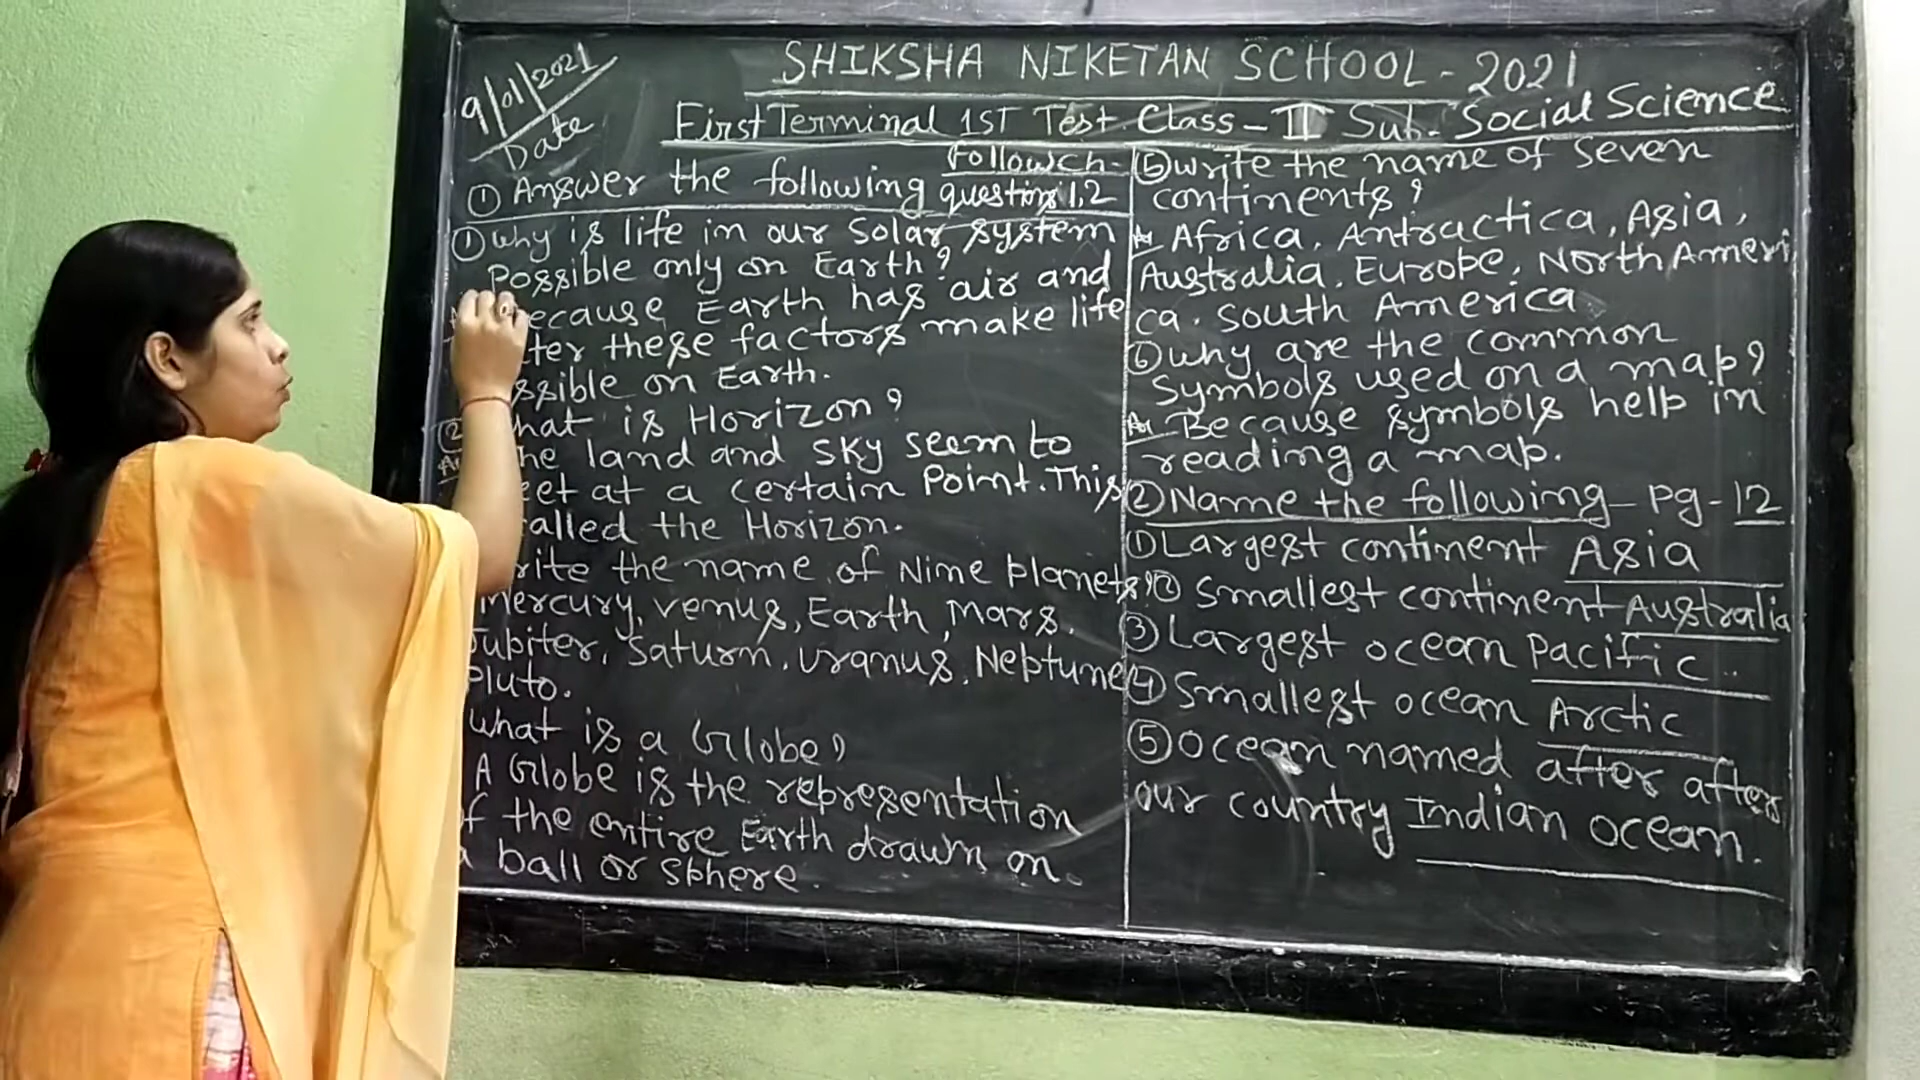 9/01/2021
Date
SHIKSHA NIKETAN SCHOOL - 2021
First Terminal 1ST Test Class - II Sub - Social Science
Follow ch-
① Answer the following questions 1,2
① Why is life in our Solar system
possible only on Earth?
ecause Earth has air and
ter these factors make life
ssible on Earth.
② hat is Horizon?
An he land and sky seem to
eet at a certain Point. This
alled the Horizon.
rite the name of Nine planets?
Mercury, Venus, Earth, Mars,
Jupiter, Saturn, Uranus, Neptune
Pluto.
What is a Globe?
A Globe is the representation
of the entire Earth drawn on
a ball or sphere.
⑤ Write the name of seven
continents?
A Africa, Antractica, Asia,
Australia, Europe, North Ameri
ca. South America.
⑥ Why are the common
symbols used on a map?
An Because symbols help in
reading a map.
② Name the following - Pg - 12
① Largest continent Asia
② Smallest continent Australia
③ Largest ocean Pacific..
④ Smallest ocean Arctic
⑤ Ocean named after after
our country Indian ocean.